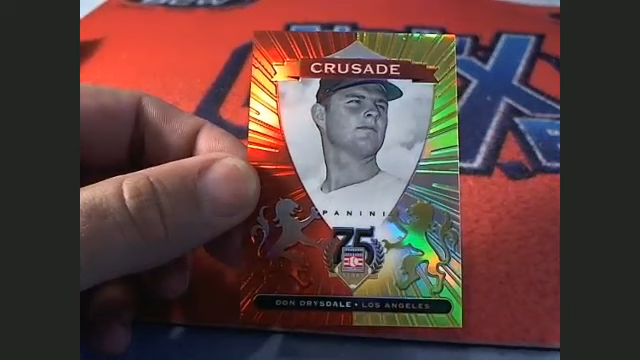 CRUSADE
PANINI
75
DON DRYSDALE • LOS ANGELES